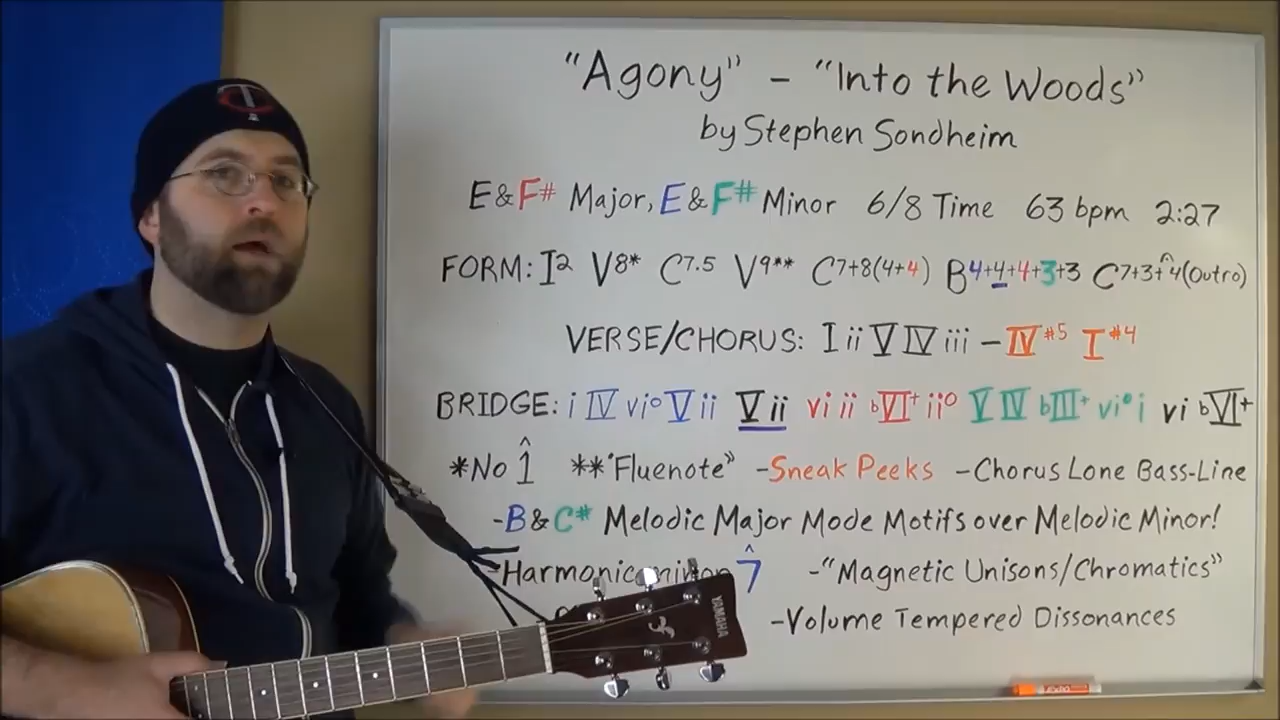 "Agony" - "Into the Woods"
by Stephen Sondheim
E & F# Major, E & F# Minor 6/8 Time 63 bpm 2:27
FORM: I2 V8* C7.5 V9** C7+8(4+4) B4+4+4+3+3 C7+3+^4(Outro)
VERSE/CHORUS: I ii V IV iii - IV#5 I#4
BRIDGE: i IV vi° V ii V ii vi ii bVI+ ii° V IV bIII+ vi° i vi bVI+
*No ^1 **"Fluenote" -Sneak Peeks -Chorus Lone Bass-Line
-B & C# Melodic Major Mode Motifs over Melodic Minor!
-Harmonic minor ^7 -"Magnetic Unisons/Chromatics"
-Volume Tempered Dissonances
YAMAHA
EXPO